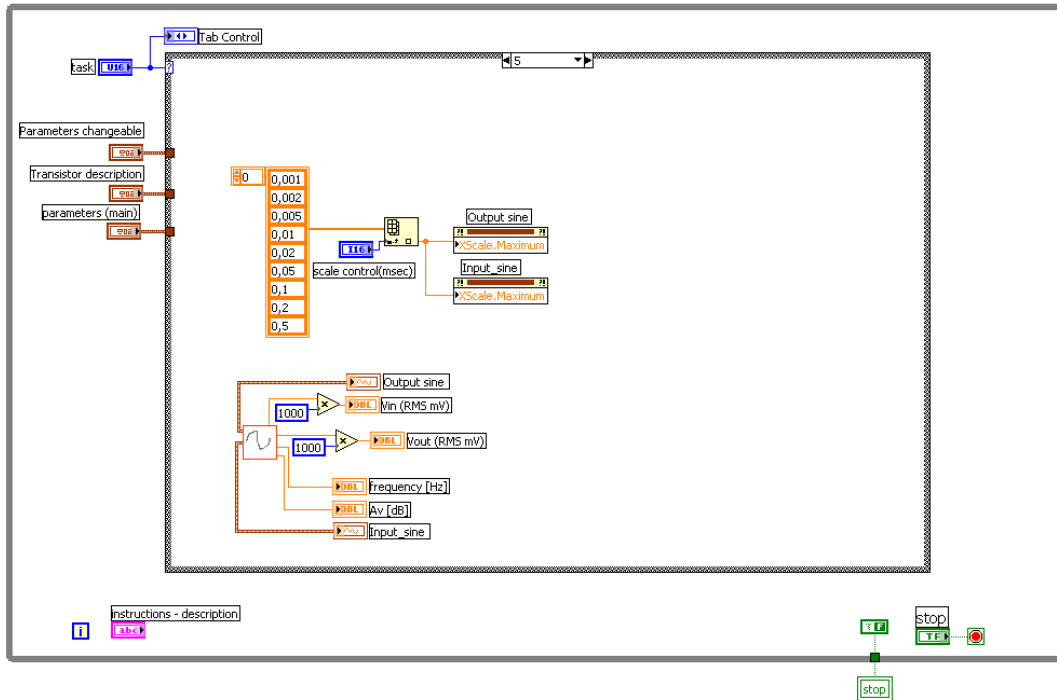 Tab Control
task
U16
?
5
Parameters changeable
Transistor description
parameters (main)
0
0,001
0,002
0,005
0,01
0,02
0,05
0,1
0,2
0,5
I16
scale control(msec)
Output sine
XScale.Maximum
Input_sine
XScale.Maximum
Output sine
1000
x
DBL
Vin (RMS mV)
1000
x
DBL
Vout (RMS mV)
DBL
frequency [Hz]
DBL
Av [dB]
Input_sine
instructions - description
i
abc
stop
TF
TF
stop